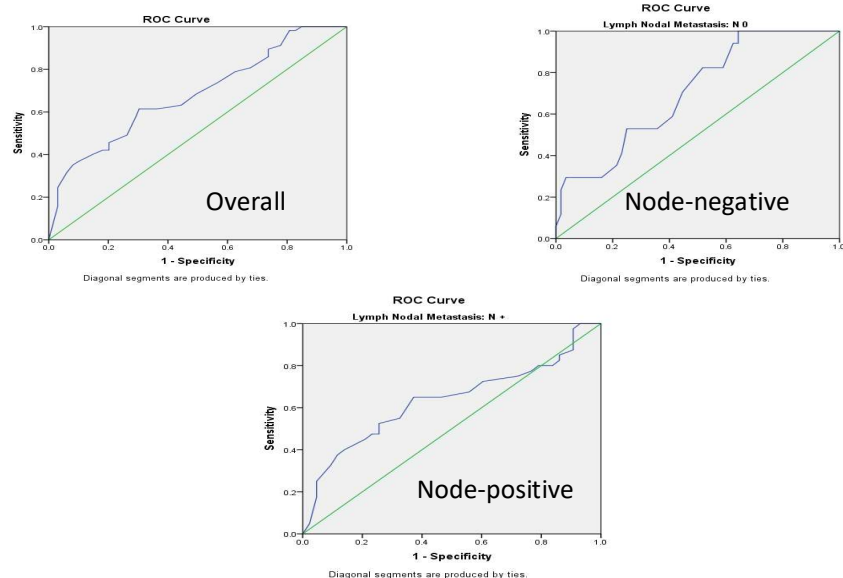 ROC Curve
1.0
0.8
0.6
0.4
0.2
0.0
Sensitivity
Overall
0.0 0.2 0.4 0.6 0.8 1.0
1 - Specificity
Diagonal segments are produced by ties.
ROC Curve
Lymph Nodal Metastasis: N 0
1.0
0.8
0.6
0.4
0.2
0.0
Sensitivity
Node-negative
0.0 0.2 0.4 0.6 0.8 1.0
1 - Specificity
Diagonal segments are produced by ties.
ROC Curve
Lymph Nodal Metastasis: N +
1.0
0.8
0.6
0.4
0.2
0.0
Sensitivity
Node-positive
0.0 0.2 0.4 0.6 0.8 1.0
1 - Specificity
Diagonal segments are produced by ties.